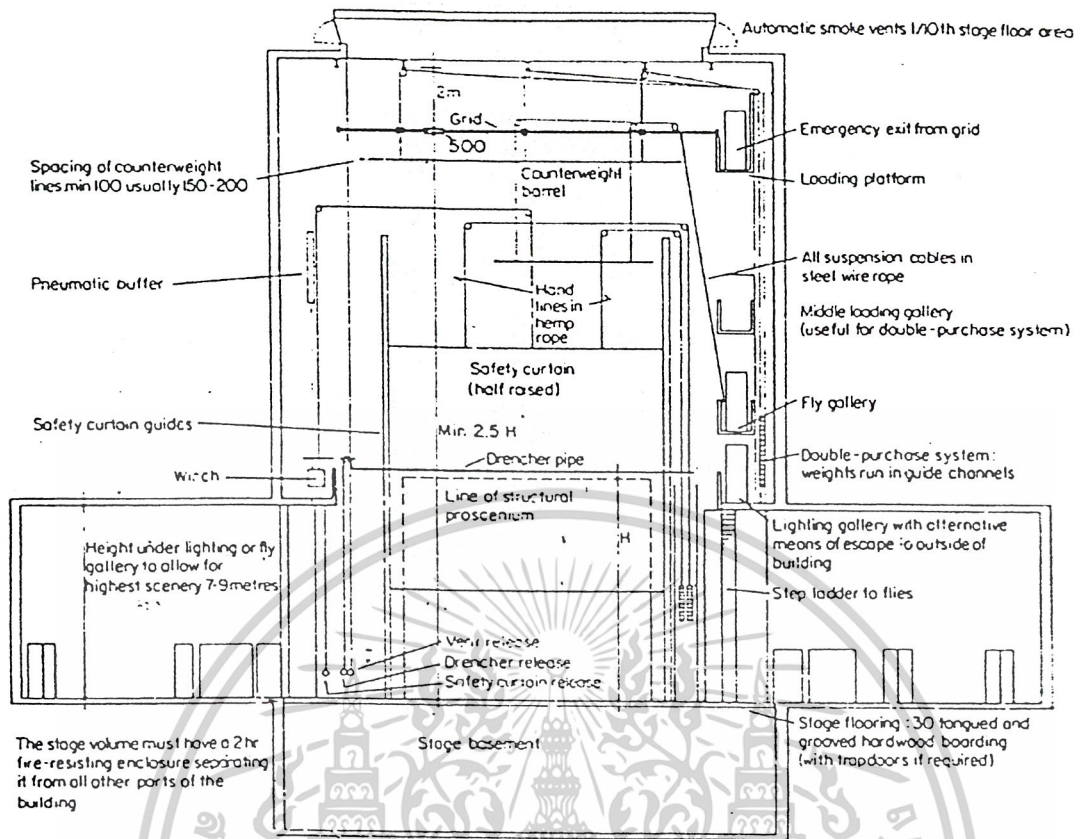 Automatic smoke vents 1/10th stage floor area
2m
Grid
500
Emergency exit from grid
Spacing of counterweight
lines min 100 usually 150-200
Counterweight
barrel
Loading platform
Pneumatic buffer
Hand
lines in
hemp
rope
All suspension cables in
steel wire rope
Middle loading gallery
(useful for double-purchase system)
Safety curtain
(half raised)
Fly gallery
Safety curtain guides
Min. 2.5 H
Drencher pipe
Double-purchase system:
weights run in guide channels
Winch
Line of structural
proscenium
H
Lighting gallery with alternative
means of escape to outside of
building
Height under lighting or fly
gallery to allow for
highest scenery 7-9 metres
Step ladder to flies
Vent release
Drencher release
Safety curtain release
The stage volume must have a 2 hr
fire-resisting enclosure separating
it from all other parts of the
building
Stage basement
Stage flooring: 30 tongued and
grooved hardwood boarding
(with trapdoors if required)